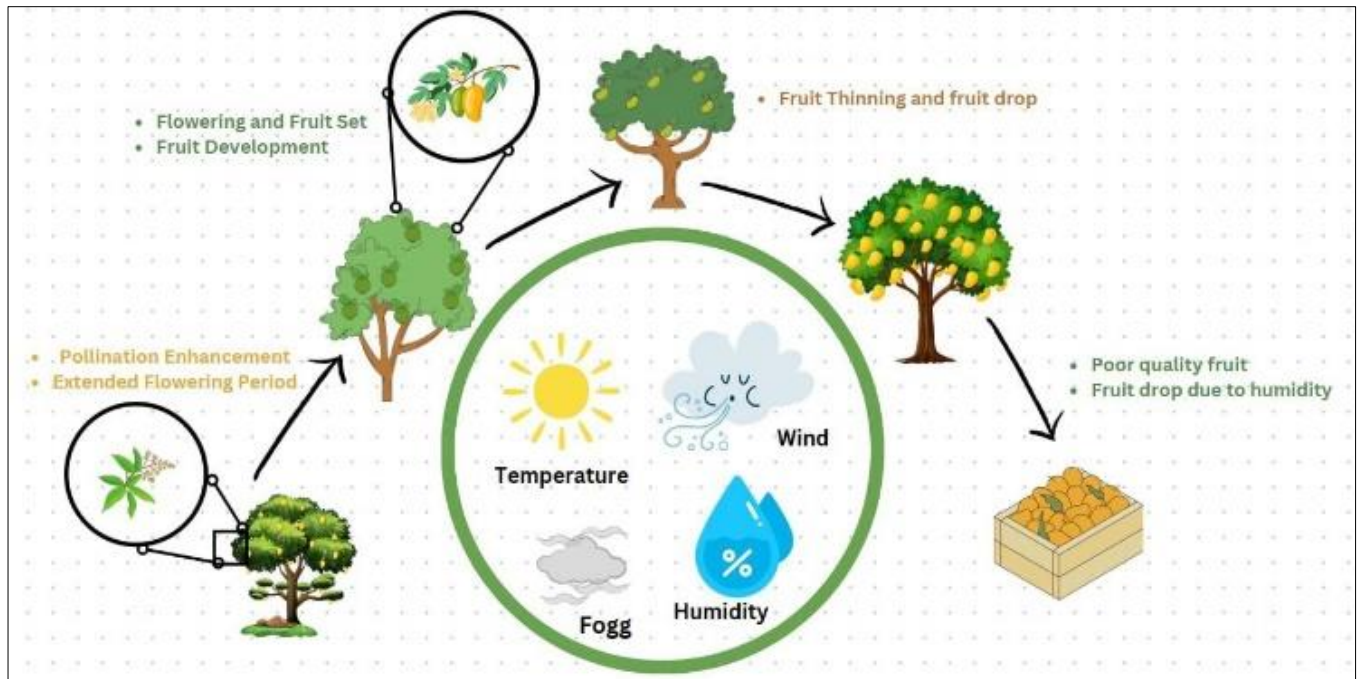 • Flowering and Fruit Set
• Fruit Development
• Fruit Thinning and fruit drop
• Pollination Enhancement
• Extended Flowering Period
• Poor quality fruit
• Fruit drop due to humidity
Temperature
Wind
%
Fogg
Humidity